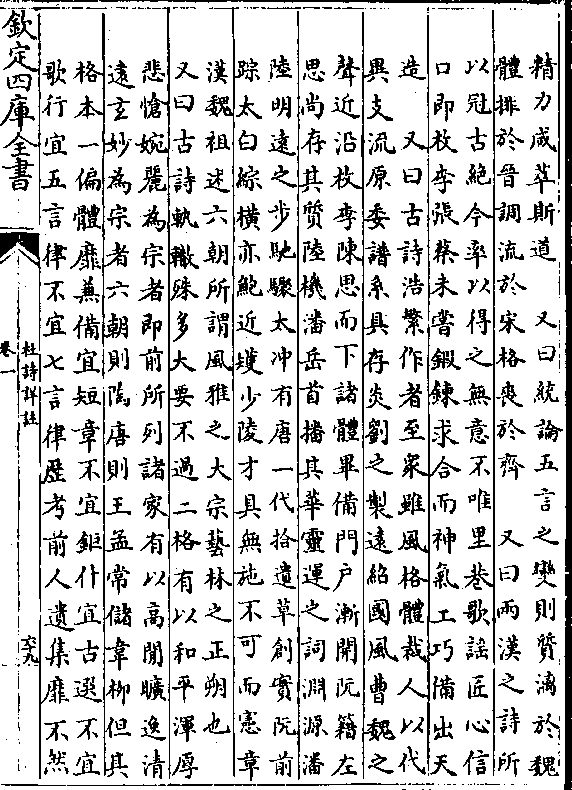 精力咸萃斯道　又曰統論五言之變則質漓於魏
體排於晉調流於宋格喪於齊　又曰兩漢之詩所
以冠古絶今率以得之無意不唯里巷歌謡匠心信
口即枚李張蔡未嘗鍜鍊求合而神氣工巧備出天
造　又曰古詩浩繁作者至衆雖風格體裁人以代
異支流原委譜系具存炎劉之製遠紹國風曹魏之
聲近沿枚李陳思而下諸體畢備門户漸開阮籍左
思尚存其質陸機潘岳首播其華靈運之詞淵源潘
陸明遠之步馳驟太冲有唐一代拾遺草創實阮前
踪太白綜橫亦鮑近矱少陵才具無施不可而憲章
漢魏祖述六朝所謂風雅之大宗藝林之正朔也
又曰古詩軌轍殊多大要不過二格有以和平渾厚
悲愴婉麗為宗者即前所列諸家有以高閒曠逸清
遠玄妙為宗者六朝則陶唐則王孟常儲韋柳但其
格本一偏體靡兼備宜短章不宜鉅什宜古選不宜
歌行宜五言律不宜七言律歴考前人遺集靡不然
欽定四庫全書
杜詩詳註
卷一
六十九